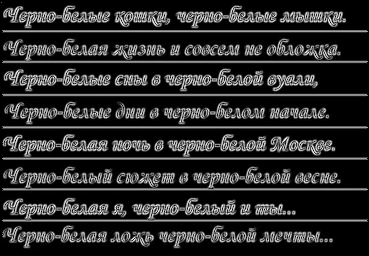 Черно-белые кошки, черно-белые мышки.
Черно-белая жизнь и совсем не обложка.
Черно-белые сны в черно-белой вуали,
Черно-белые дни в черно-белом начале.
Черно-белая ночь в черно-белой Москве.
Черно-белый сюжет в черно-белой весне.
Черно-белая я, черно-белый и ты...
Черно-белая ложь черно-белой мечты...